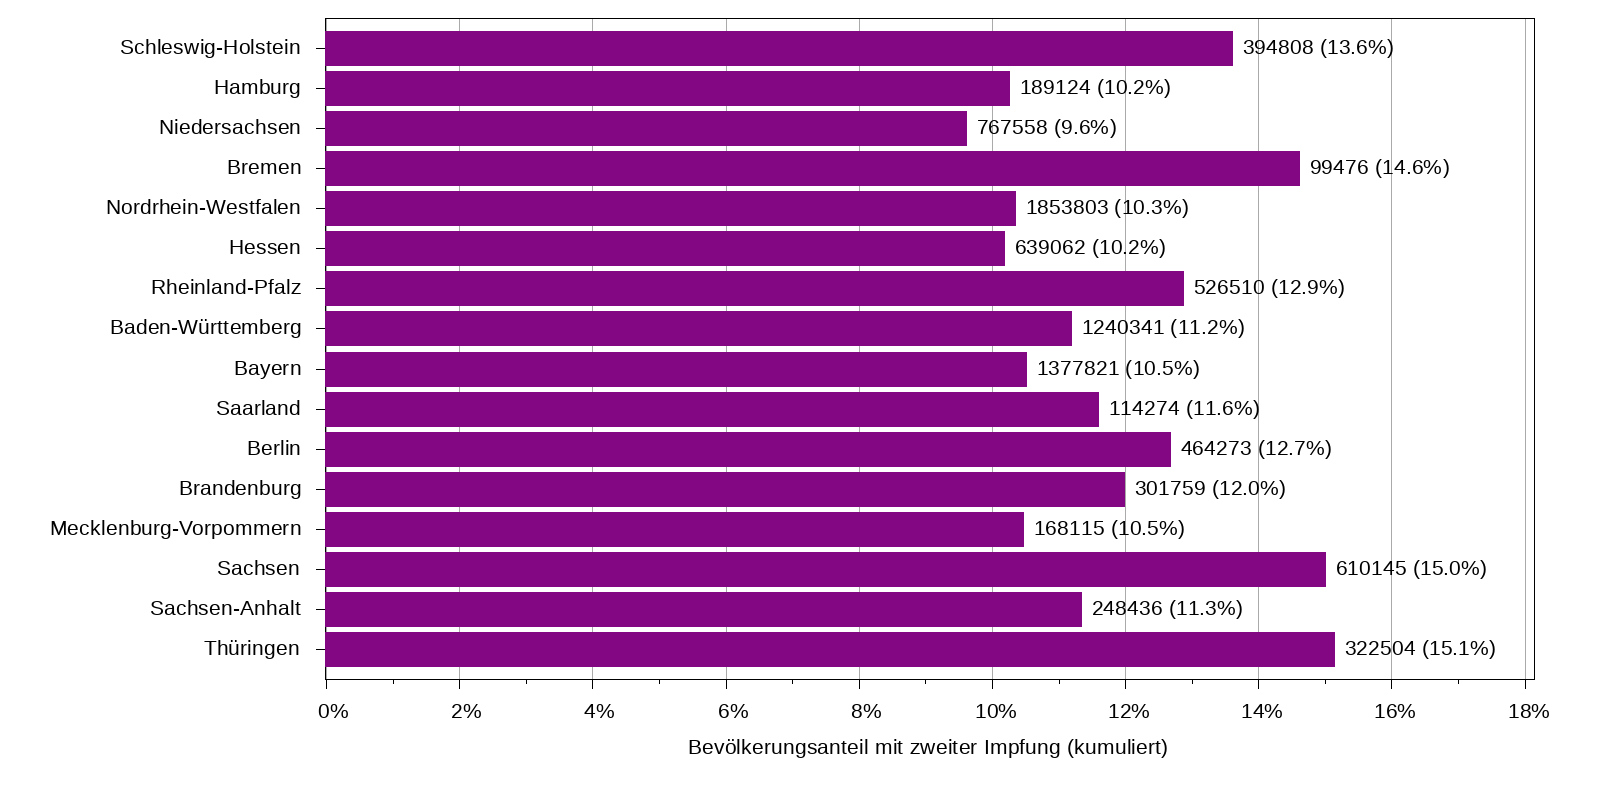 Schleswig-Holstein 394808 (13.6%)
Hamburg 189124 (10.2%)
Niedersachsen 767558 (9.6%)
Bremen 99476 (14.6%)
Nordrhein-Westfalen 1853803 (10.3%)
Hessen 639062 (10.2%)
Rheinland-Pfalz 526510 (12.9%)
Baden-Württemberg 1240341 (11.2%)
Bayern 1377821 (10.5%)
Saarland 114274 (11.6%)
Berlin 464273 (12.7%)
Brandenburg 301759 (12.0%)
Mecklenburg-Vorpommern 168115 (10.5%)
Sachsen 610145 (15.0%)
Sachsen-Anhalt 248436 (11.3%)
Thüringen 322504 (15.1%)
0% 2% 4% 6% 8% 10% 12% 14% 16% 18%
Bevölkerungsanteil mit zweiter Impfung (kumuliert)